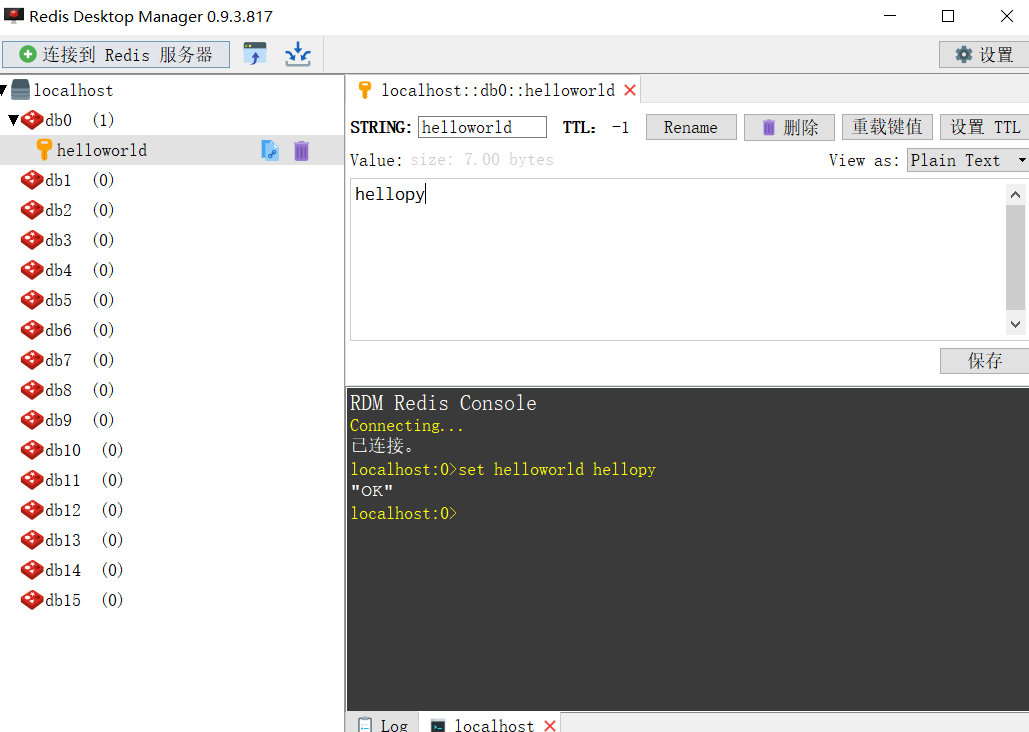 Redis Desktop Manager 0.9.3.817
连接到 Redis 服务器
设置
localhost
db0 (1)
helloworld
db1 (0)
db2 (0)
db3 (0)
db4 (0)
db5 (0)
db6 (0)
db7 (0)
db8 (0)
db9 (0)
db10 (0)
db11 (0)
db12 (0)
db13 (0)
db14 (0)
db15 (0)
localhost::db0::helloworld
STRING: helloworld TTL: -1 Rename 删除 重载键值 设置 TTL
Value: size: 7.00 bytes View as: Plain Text
hellopy
保存
RDM Redis Console
Connecting...
已连接。
localhost:0>set helloworld hellopy
"OK"
localhost:0>
Log localhost